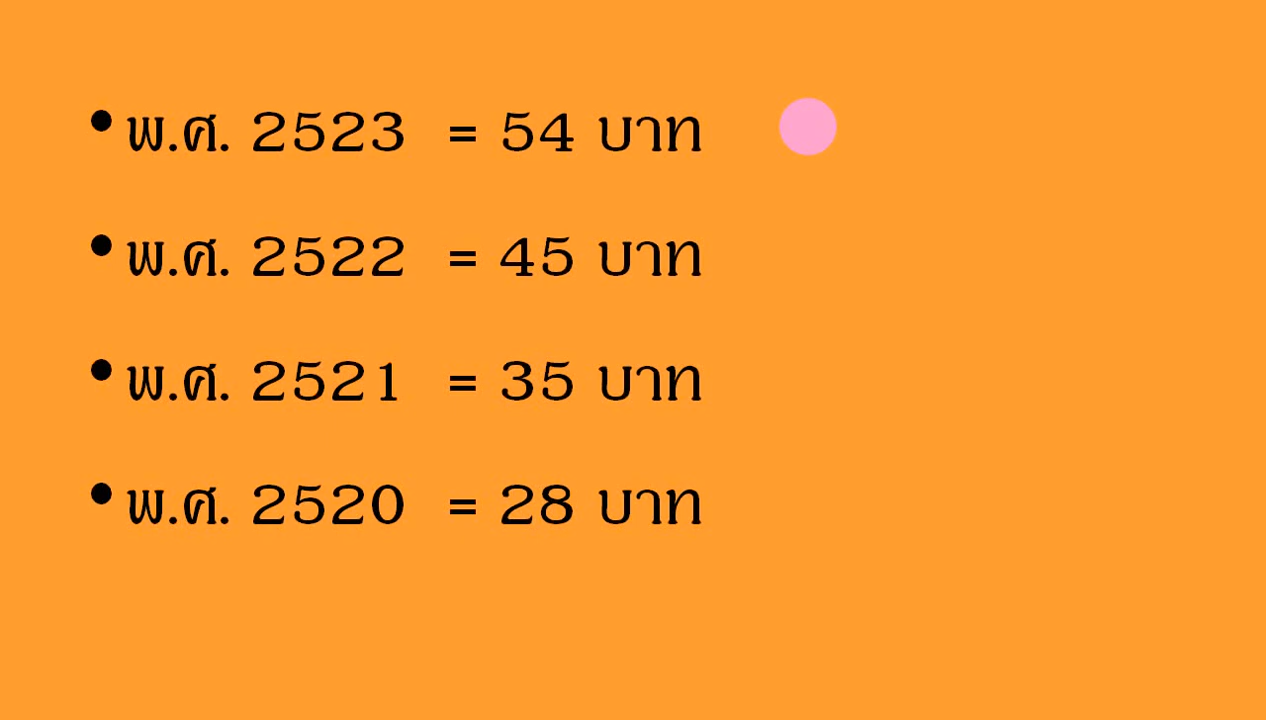 • พ.ศ. 2523 = 54 บาท
• พ.ศ. 2522 = 45 บาท
• พ.ศ. 2521 = 35 บาท
• พ.ศ. 2520 = 28 บาท